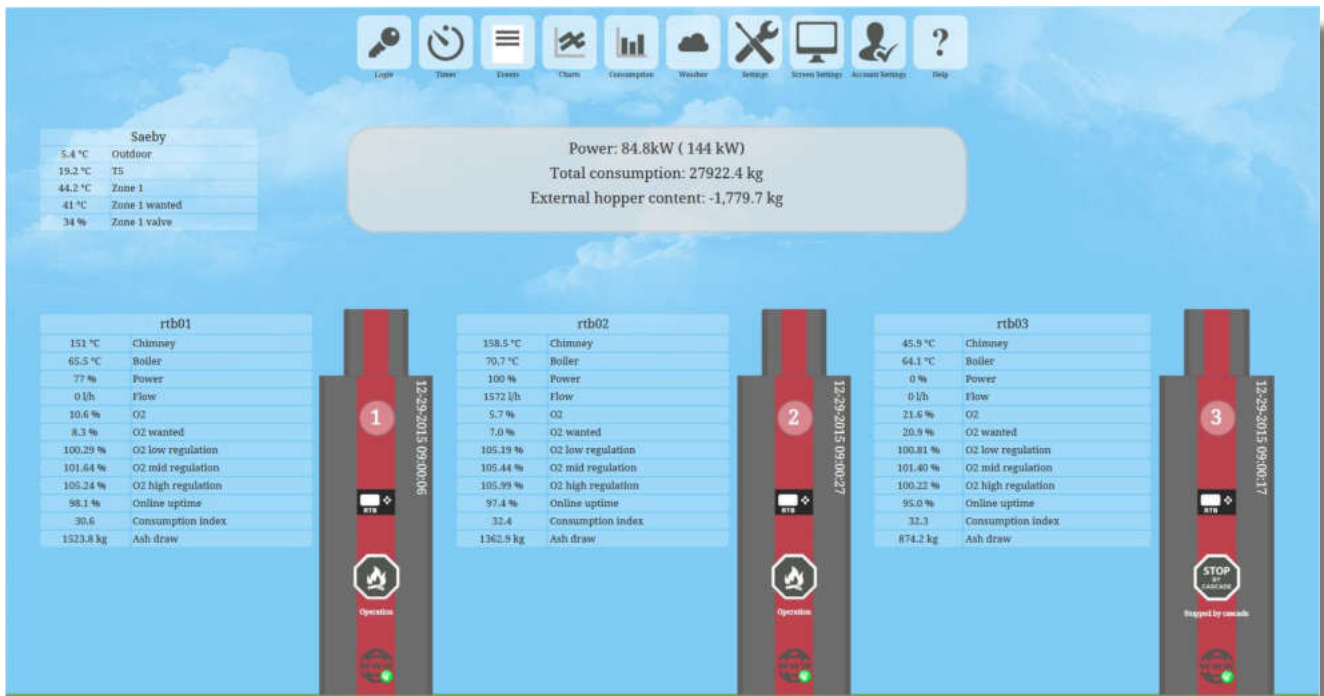 Login Timer Events Charts Consumption Weather Settings Screen Settings Account Settings Help
Saeby
5.4 °C Outdoor
19.2 °C T5
44.2 °C Zone 1
41 °C Zone 1 wanted
34 % Zone 1 valve
Power: 84.8kW ( 144 kW)
Total consumption: 27922.4 kg
External hopper content: -1,779.7 kg
rtb01
151 °C Chimney
65.5 °C Boiler
77 % Power
0 l/h Flow
10.6 % O2
8.3 % O2 wanted
100.29 % O2 low regulation
101.64 % O2 mid regulation
105.24 % O2 high regulation
98.1 % Online uptime
30.6 Consumption index
1523.8 kg Ash draw
12-29-2015 09:00:06
1
RTB
Operation
www
rtb02
158.5 °C Chimney
70.7 °C Boiler
100 % Power
1572 l/h Flow
5.7 % O2
7.0 % O2 wanted
105.19 % O2 low regulation
105.44 % O2 mid regulation
105.99 % O2 high regulation
97.4 % Online uptime
32.4 Consumption index
1362.9 kg Ash draw
12-29-2015 09:00:27
2
RTB
Operation
www
rtb03
45.9 °C Chimney
64.1 °C Boiler
0 % Power
0 l/h Flow
21.6 % O2
20.9 % O2 wanted
100.81 % O2 low regulation
101.40 % O2 mid regulation
100.22 % O2 high regulation
95.0 % Online uptime
32.3 Consumption index
874.2 kg Ash draw
12-29-2015 09:00:17
3
RTB
STOP
BY
CASCADE
Stopped by cascade
www